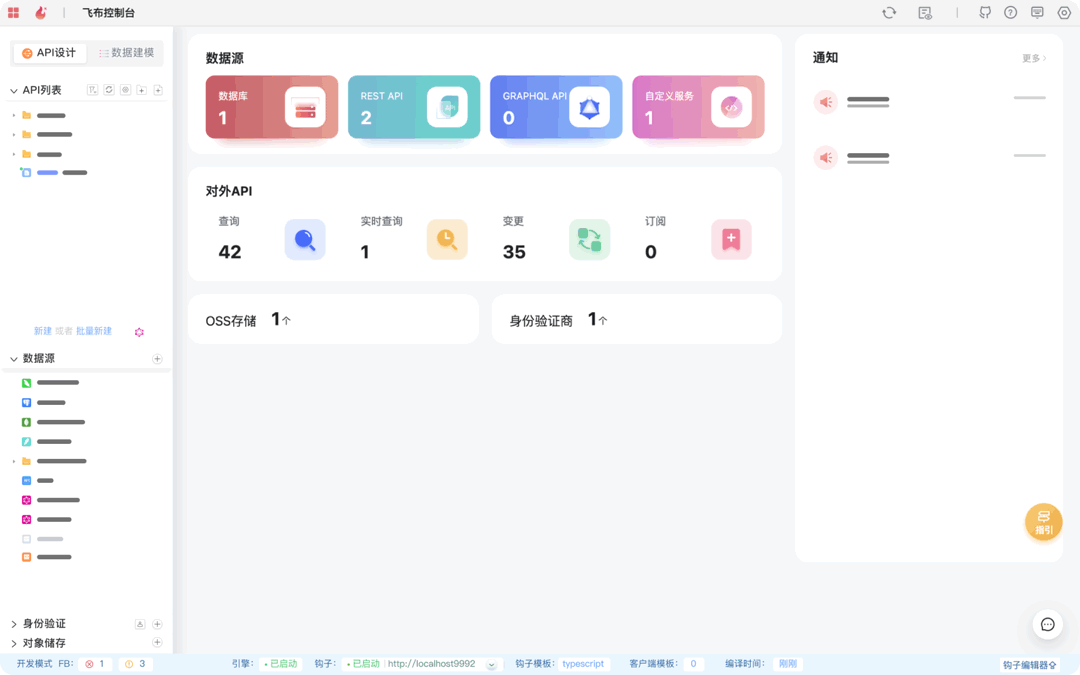 飞布控制台
API设计
数据建模
API列表
新建 或者 批量新建
数据源
身份验证
对象储存
数据源
数据库
1
REST API
2
GRAPHQL API
0
自定义服务
1
对外API
查询
42
实时查询
1
变更
35
订阅
0
OSS存储 1个
身份验证商 1个
通知
更多
指引
开发模式 FB: 1 3 引擎: 已启动 钩子: 已启动 http://localhost9992 钩子模板: typescript 客户端模板: 0 编译时间: 刚刚 钩子编辑器